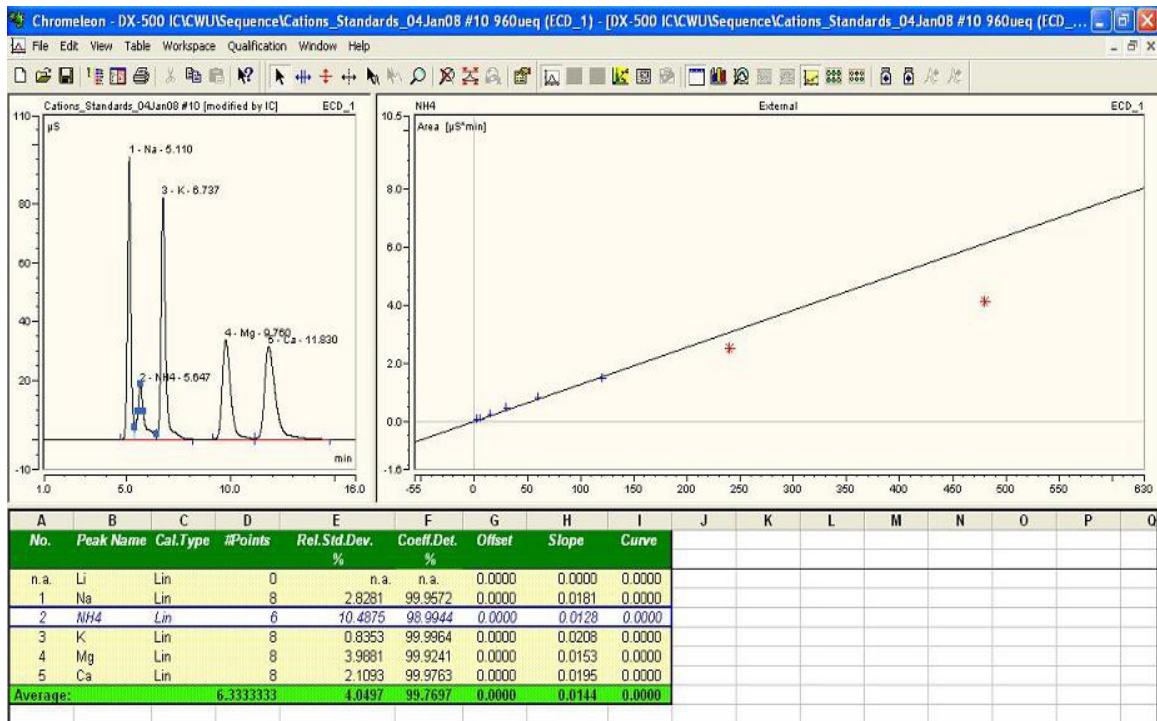 Chromeleon - DX-500 IC\CWU\Sequence\Cations_Standards_04Jan08 #10 960ueq (ECD_1) - [DX-500 IC\CWU\Sequence\Cations_Standards_04Jan08 #10 960ueq (ECD_...
File Edit View Table Workspace Qualification Window Help
Cations_Standards_04Jan08 #10 [modified by IC] ECD_1
110
µS
1 - Na - 5.110
3 - K - 6.737
80
60
4 - Mg - 9.760
5 - Ca - 11.830
40
2 - NH4 - 5.647
20
min
-10
1.0 5.0 10.0 16.0
NH4 External ECD_1
10.5
Area [µS*min]
8.0
6.0
4.0
2.0
0.0
-1.6
-55 0 50 100 150 200 250 300 350 400 450 500 550 630
A B C D E F G H I J K L M N O P Q
No. Peak Name Cal.Type #Points Rel.Std.Dev. Coeff.Det. Offset Slope Curve
% %
n.a. Li Lin 0 n.a. n.a. 0.0000 0.0000 0.0000
1 Na Lin 8 2.8281 99.9572 0.0000 0.0181 0.0000
2 NH4 Lin 6 10.4875 98.9944 0.0000 0.0128 0.0000
3 K Lin 8 0.8353 99.9964 0.0000 0.0208 0.0000
4 Mg Lin 8 3.9881 99.9241 0.0000 0.0153 0.0000
5 Ca Lin 8 2.1093 99.9763 0.0000 0.0195 0.0000
Average: 6.3333333 4.0497 99.7697 0.0000 0.0144 0.0000